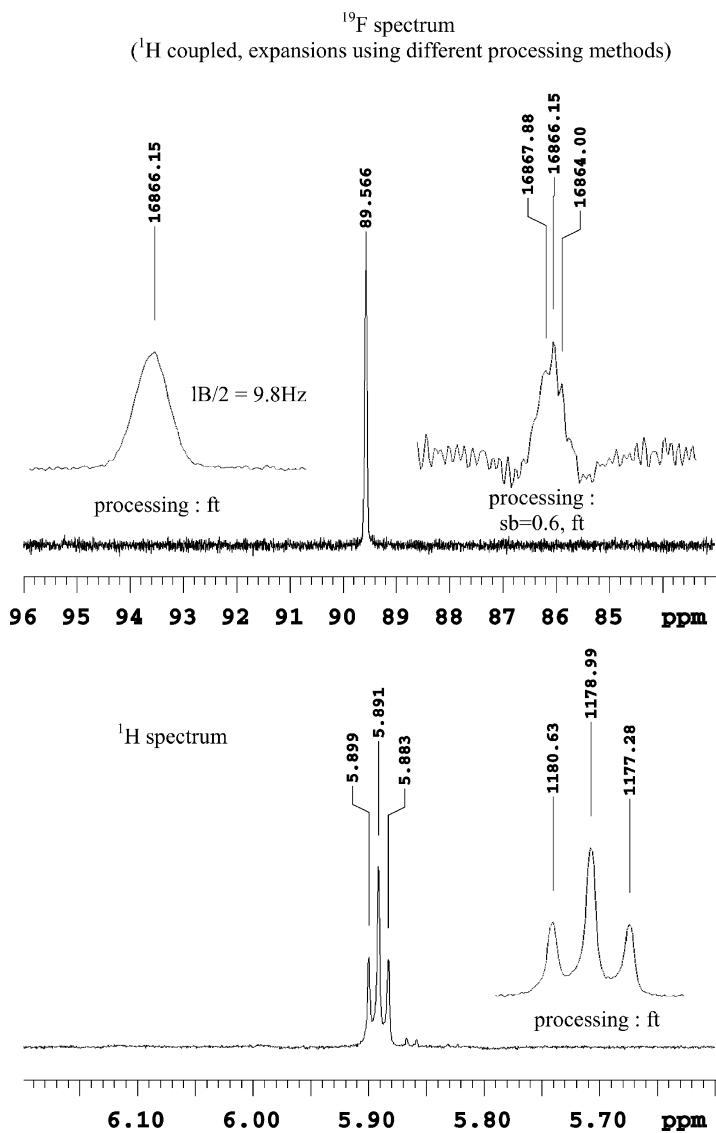 ¹⁹F spectrum
(¹H coupled, expansions using different processing methods)
16866.15
89.566
16867.88
16866.15
16864.00
lB/2 = 9.8Hz
processing : ft
processing :
sb=0.6, ft
96 95 94 93 92 91 90 89 88 87 86 85 ppm
¹H spectrum
5.899
5.891
5.883
1180.63
1178.99
1177.28
processing : ft
6.10 6.00 5.90 5.80 5.70 ppm